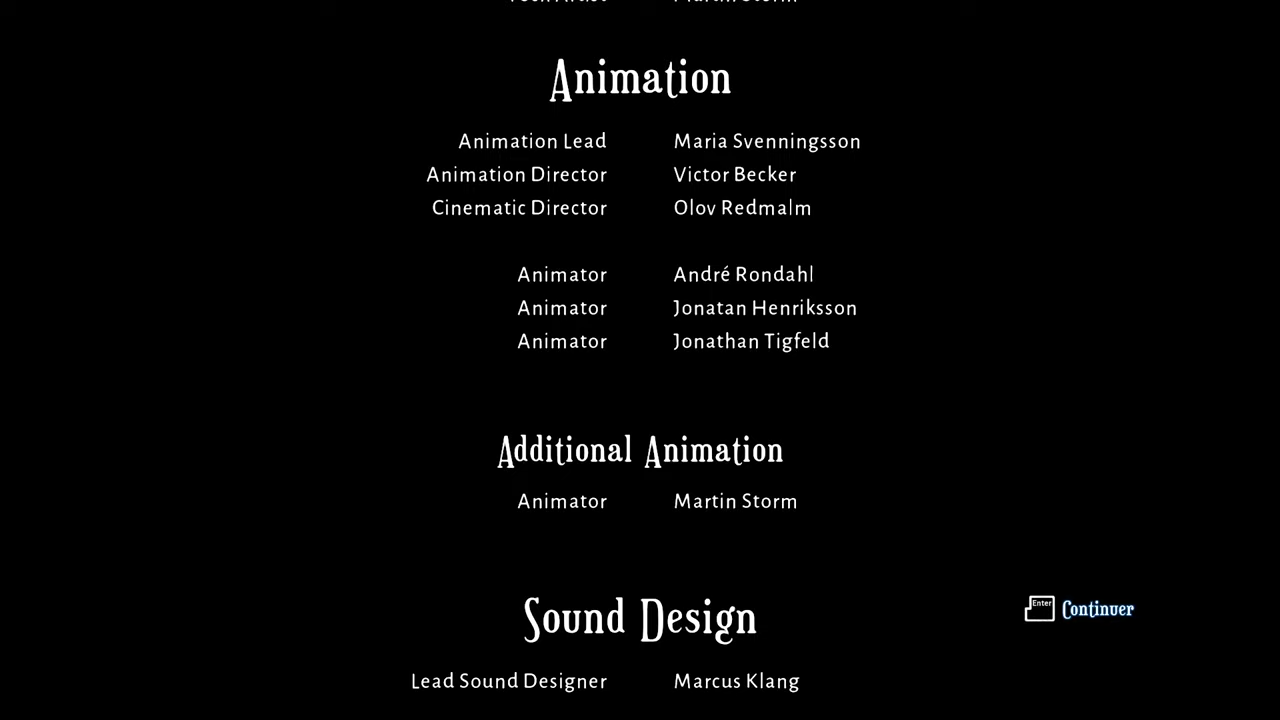 Animation
Animation Lead Maria Svenningsson
Animation Director Victor Becker
Cinematic Director Olov Redmalm
Animator André Rondahl
Animator Jonatan Henriksson
Animator Jonathan Tigfeld
Additional Animation
Animator Martin Storm
Sound Design
Enter Continuer
Lead Sound Designer Marcus Klang